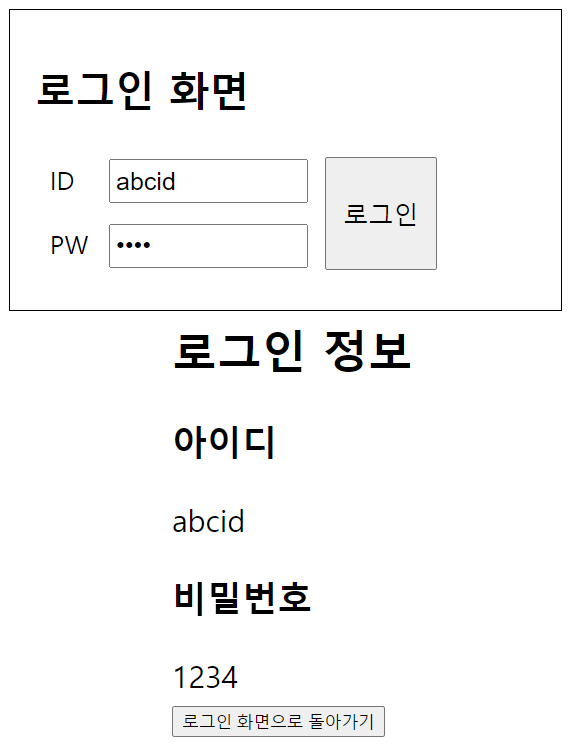 로그인 화면
ID abcid 로그인
PW ••••
로그인 정보
아이디
abcid
비밀번호
1234
로그인 화면으로 돌아가기